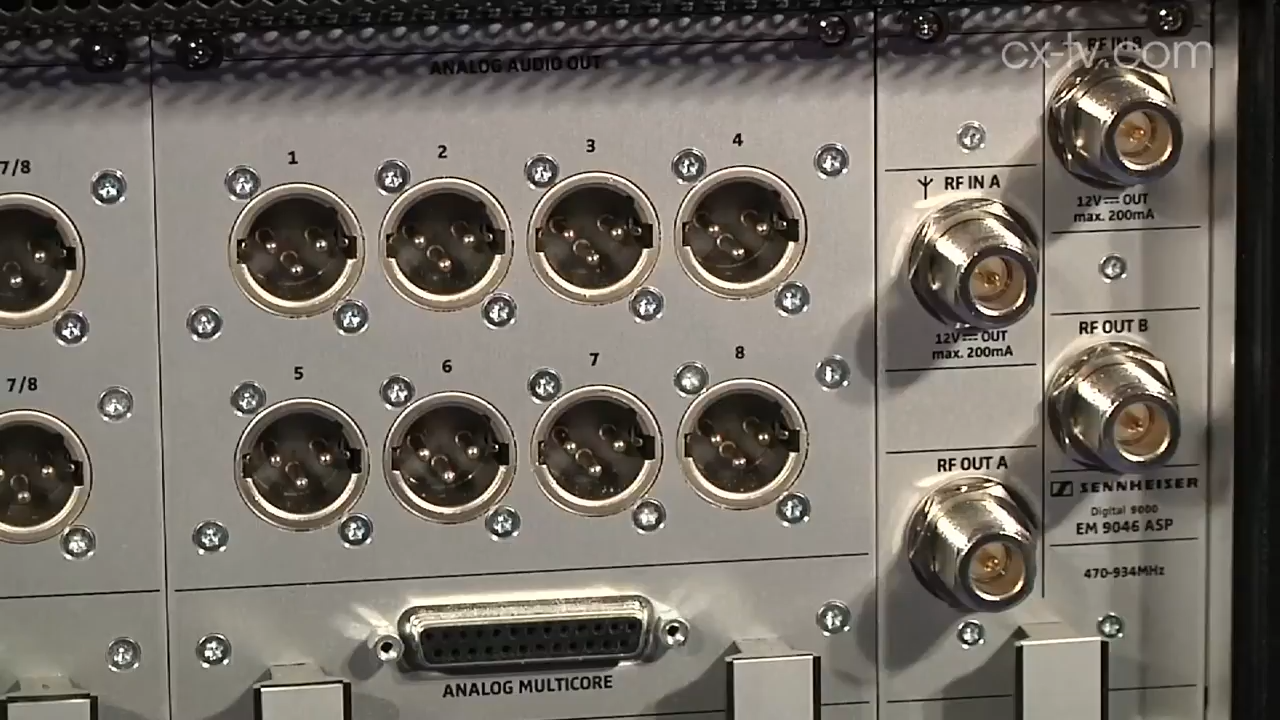 cx-tv.com
RF IN B
ANALOG AUDIO OUT
7/8
1
2
3
4
RF IN A
12V OUT
max. 200mA
12V OUT
max. 200mA
7/8
5
6
7
8
RF OUT B
RF OUT A
SENNHEISER
Digital 9000
EM 9046 ASP
470-934MHz
ANALOG MULTICORE